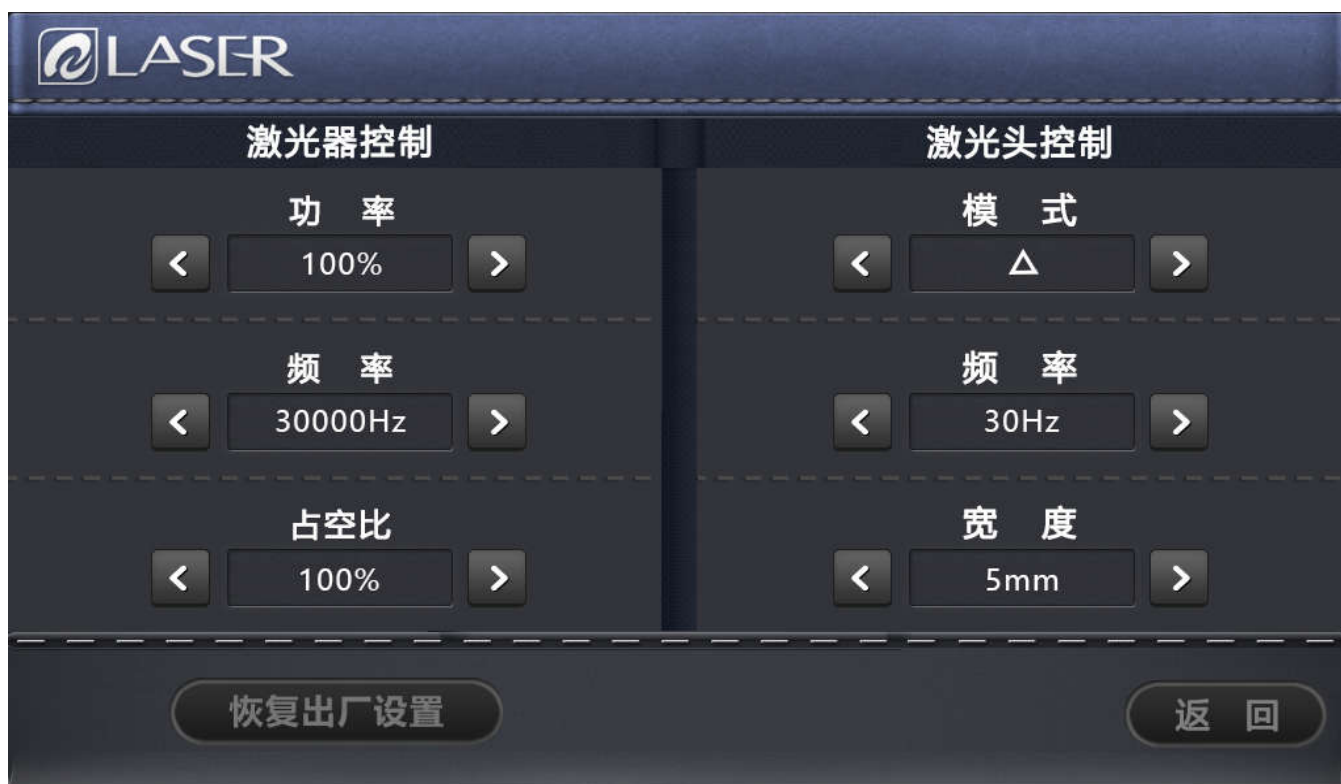 LASER
激光器控制
功 率
100%
频 率
30000Hz
占空比
100%
激光头控制
模 式
△
频 率
30Hz
宽 度
5mm
恢复出厂设置
返 回